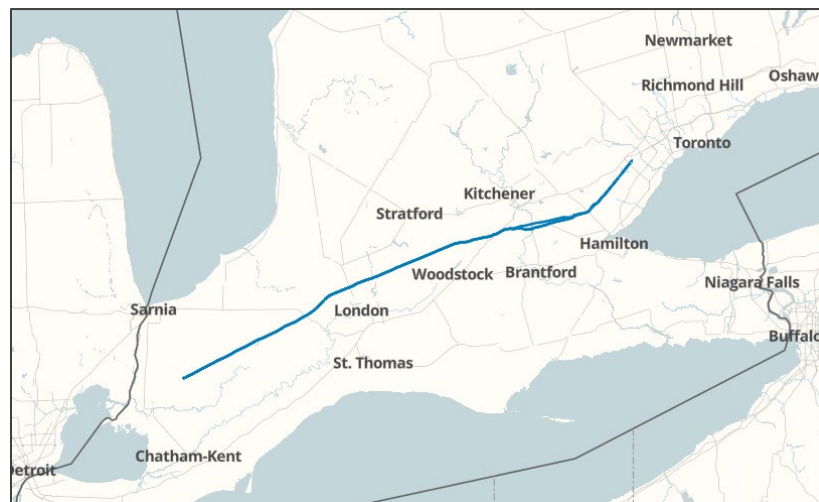 Newmarket
Oshaw
Richmond Hill
Toronto
Kitchener
Stratford
Hamilton
Woodstock
Brantford
Niagara Falls
Sarnia
London
Buffalo
St. Thomas
Chatham-Kent
Detroit